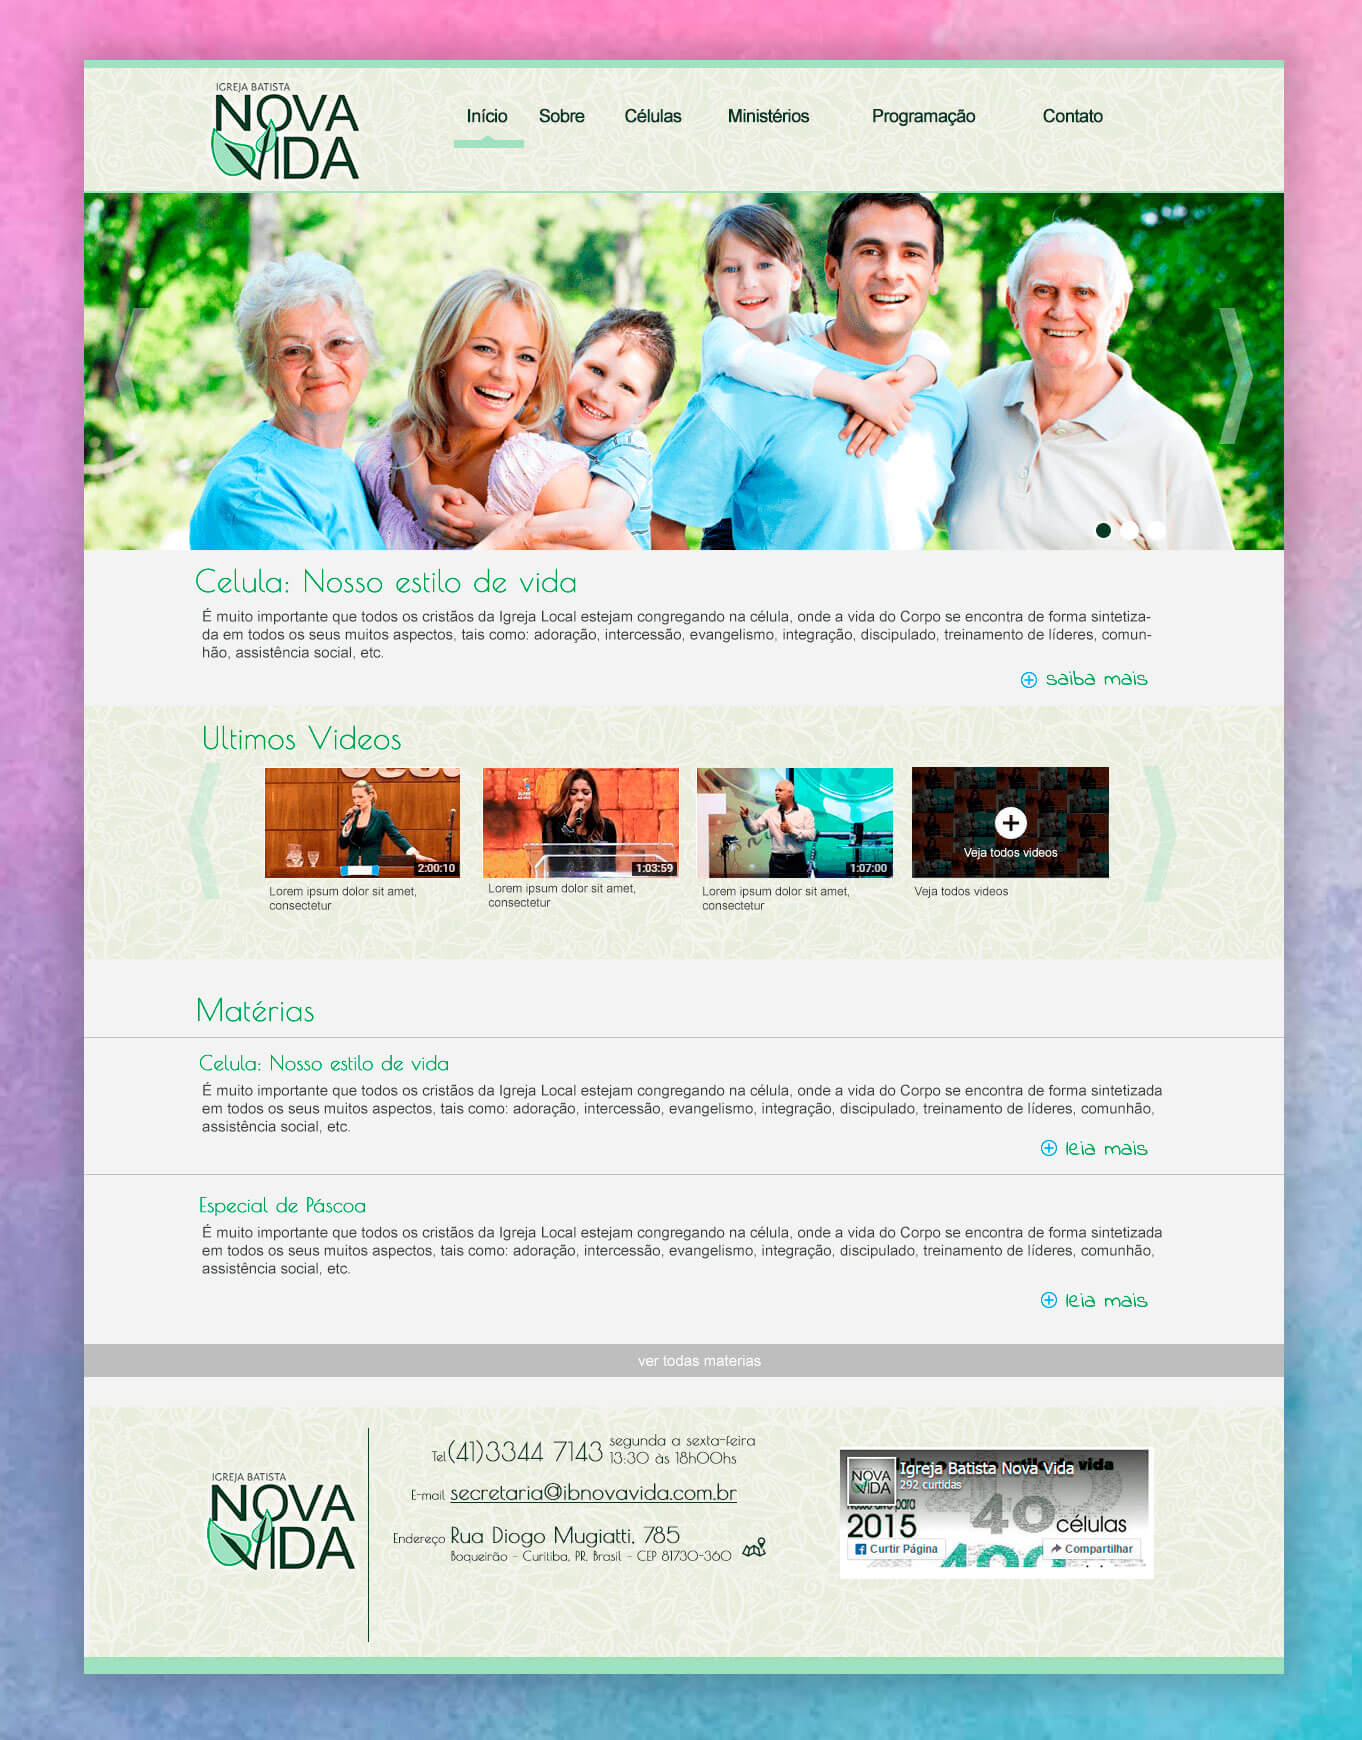 IGREJA BATISTA
NOVA
VIDA
Início Sobre Células Ministérios Programação Contato
Celula: Nosso estilo de vida
É muito importante que todos os cristãos da Igreja Local estejam congregando na célula, onde a vida do Corpo se encontra de forma sintetiza-
da em todos os seus muitos aspectos, tais como: adoração, intercessão, evangelismo, integração, discipulado, treinamento de líderes, comun-
hão, assistência social, etc.
saiba mais
Ultimos Videos
2:00:10
1:03:59
1:07:00
Veja todos videos
Lorem ipsum dolor sit amet,
consectetur
Lorem ipsum dolor sit amet,
consectetur
Lorem ipsum dolor sit amet,
consectetur
Veja todos videos
Matérias
Celula: Nosso estilo de vida
É muito importante que todos os cristãos da Igreja Local estejam congregando na célula, onde a vida do Corpo se encontra de forma sintetizada
em todos os seus muitos aspectos, tais como: adoração, intercessão, evangelismo, integração, discipulado, treinamento de líderes, comunhão,
assistência social, etc.
leia mais
Especial de Páscoa
É muito importante que todos os cristãos da Igreja Local estejam congregando na célula, onde a vida do Corpo se encontra de forma sintetizada
em todos os seus muitos aspectos, tais como: adoração, intercessão, evangelismo, integração, discipulado, treinamento de líderes, comunhão,
assistência social, etc.
leia mais
ver todas materias
IGREJA BATISTA
NOVA
VIDA
Tel (41)3344 7143 segunda a sexta-feira
13:30 às 18h00hs
E-mail secretaria@ibnovavida.com.br
Endereço Rua Diogo Mugiatti, 785
Boqueirão - Curitiba, PR, Brasil - CEP 81730-360
NOVA
VIDA
Igreja Batista Nova Vida
292 curtidas
para
2015
40 células
Curtir Página Compartilhar